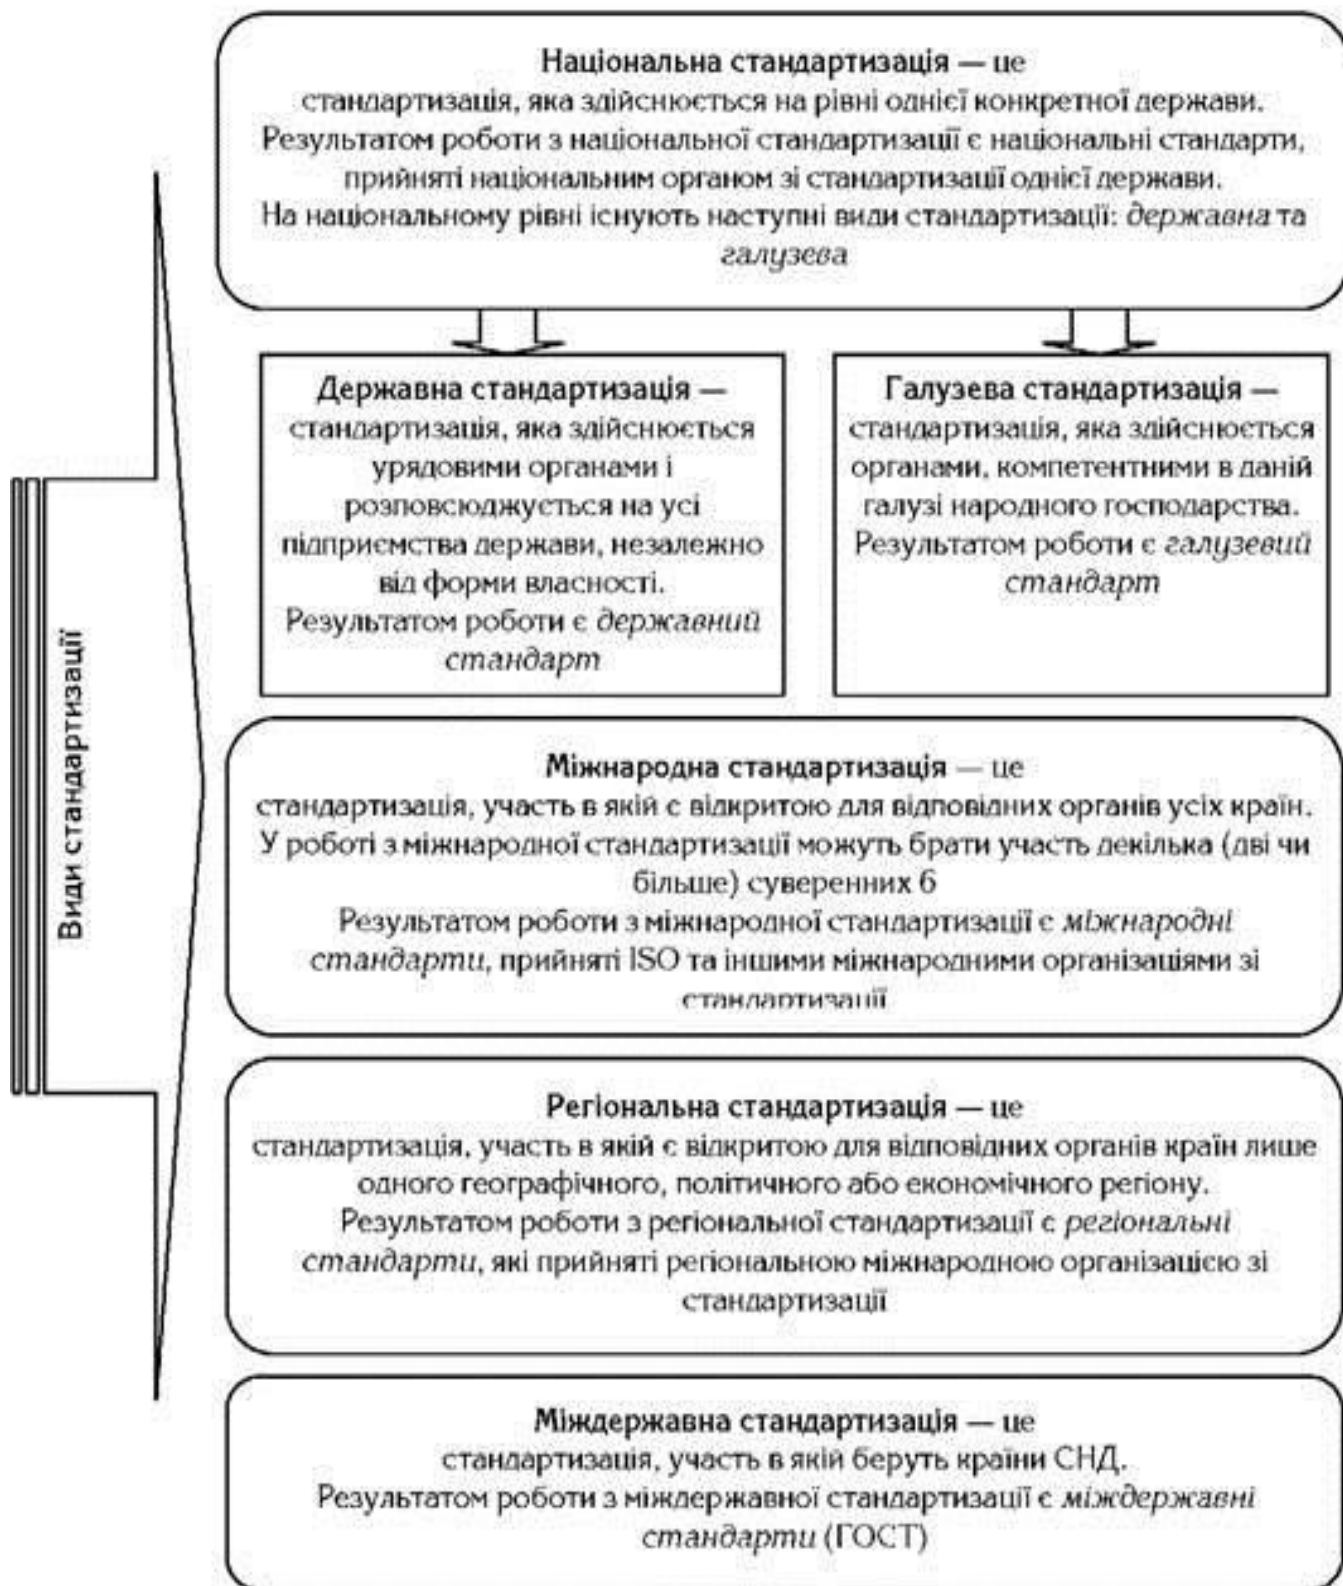 Національна стандартизація — це
стандартизація, яка здійснюється на рівні однієї конкретної держави.
Результатом роботи з національної стандартизації є національні стандарти,
прийняті національним органом зі стандартизації однієї держави.
На національному рівні існують наступні види стандартизації: державна та
галузева
Державна стандартизація —
стандартизація, яка здійснюється
урядовими органами і
розповсюджується на усі
підприємства держави, незалежно
від форми власності.
Результатом роботи є державний
стандарт
Галузева стандартизація —
стандартизація, яка здійснюється
органами, компетентними в даній
галузі народного господарства.
Результатом роботи є галузевий
стандарт
Види стандартизації
Міжнародна стандартизація — це
стандартизація, участь в якій є відкритою для відповідних органів усіх країн.
У роботі з міжнародної стандартизації можуть брати участь декілька (дві чи
більше) суверенних 6
Результатом роботи з міжнародної стандартизації є міжнародні
стандарти, прийняті ISO та іншими міжнародними організаціями зі
стандартизації
Регіональна стандартизація — це
стандартизація, участь в якій є відкритою для відповідних органів країн лише
одного географічного, політичного або економічного регіону.
Результатом роботи з регіональної стандартизації є регіональні
стандарти, які прийняті регіональною міжнародною організацією зі
стандартизації
Міждержавна стандартизація — це
стандартизація, участь в якій беруть країни СНД.
Результатом роботи з міждержавної стандартизації є міждержавні
стандарти (ГОСТ)